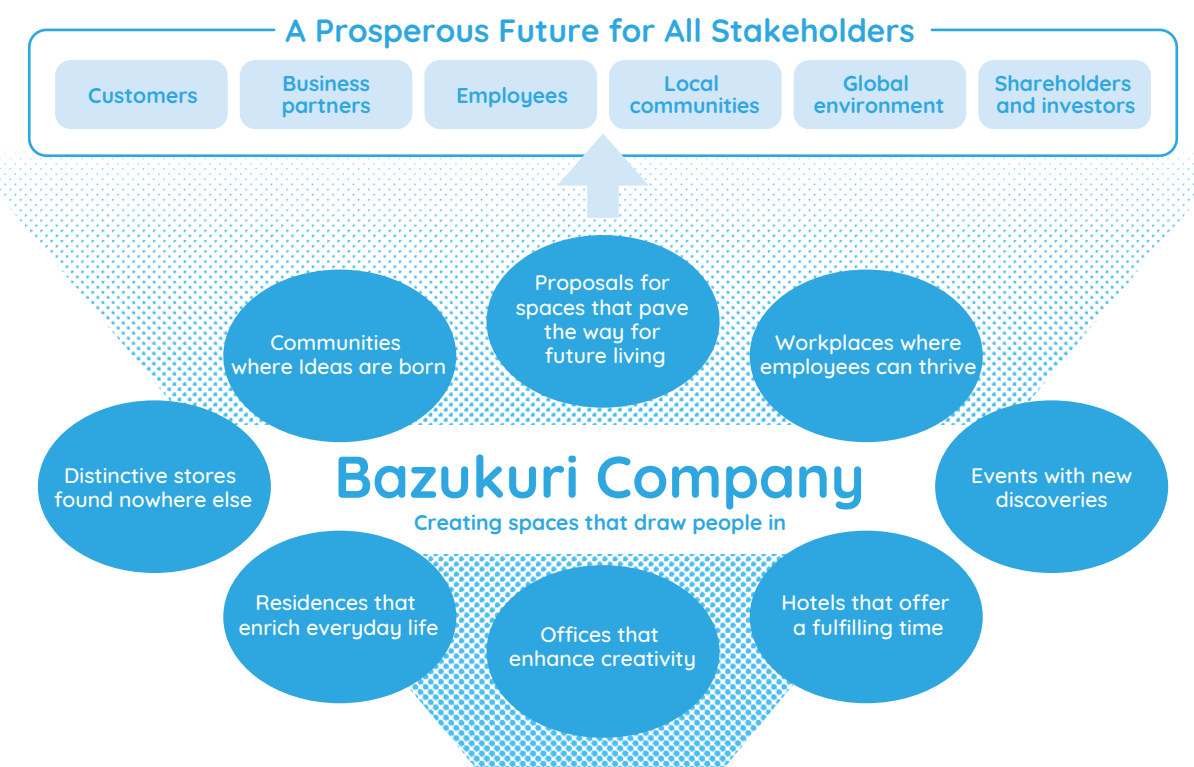 A Prosperous Future for All Stakeholders
Customers
Business
partners
Employees
Local
communities
Global
environment
Shareholders
and investors
Proposals for
spaces that pave
the way for
future living
Communities
where Ideas are born
Workplaces where
employees can thrive
Distinctive stores
found nowhere else
Bazukuri Company
Creating spaces that draw people in
Events with new
discoveries
Residences that
enrich everyday life
Offices that
enhance creativity
Hotels that offer
a fulfilling time